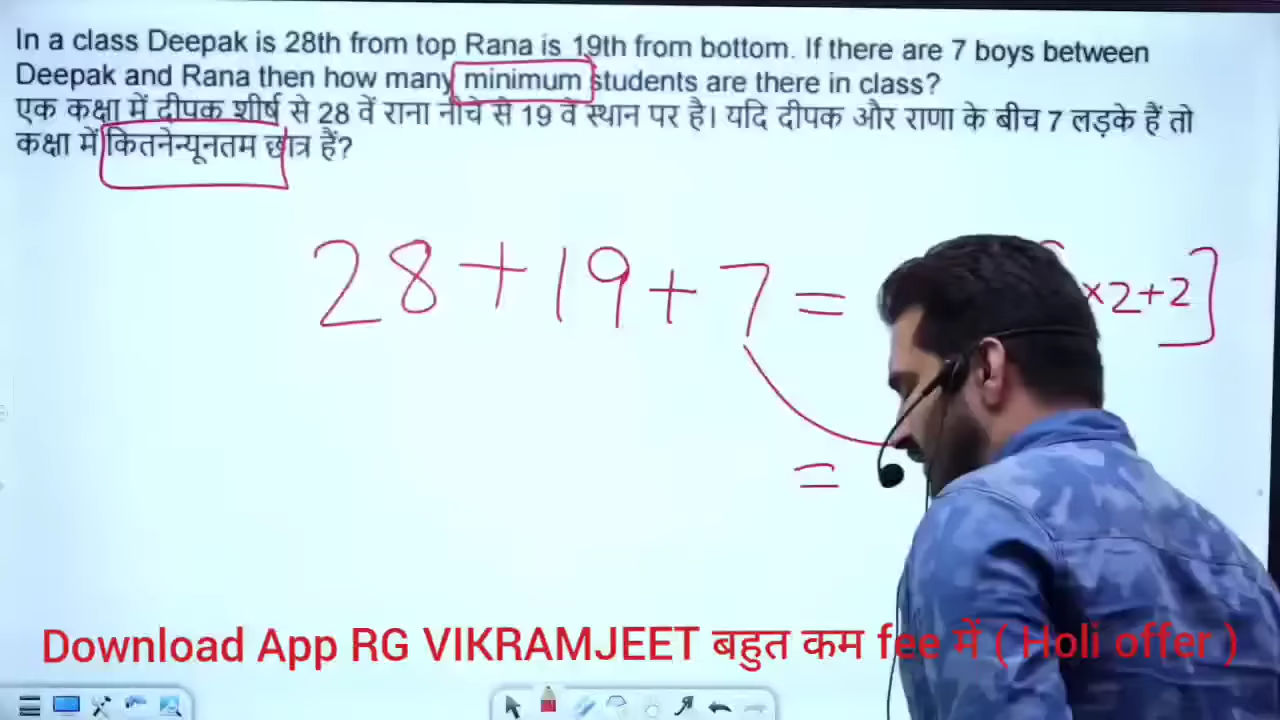 In a class Deepak is 28th from top Rana is 19th from bottom. If there are 7 boys between
Deepak and Rana then how many minimum students are there in class?
एक कक्षा में दीपक शीर्ष से 28 वें राना नीचे से 19 वे स्थान पर है। यदि दीपक और राणा के बीच 7 लड़के हैं तो
कक्षा में कितनेन्यूनतम छात्र हैं?
28+19+7= ×2+2]
=
Download App RG VIKRAMJEET बहुत कम fee में ( Holi offer )